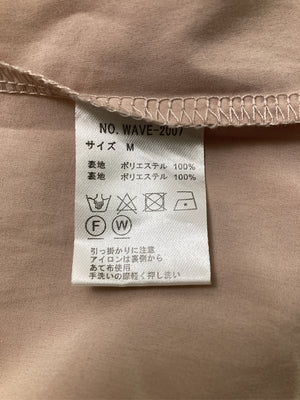 NO. WAVE-2007
サイズ M
表地 ポリエステル 100%
裏地 ポリエステル 100%
F W
引っ掛かりに注意
アイロンは裏側から
あて布使用
手洗いの際軽く押し洗い